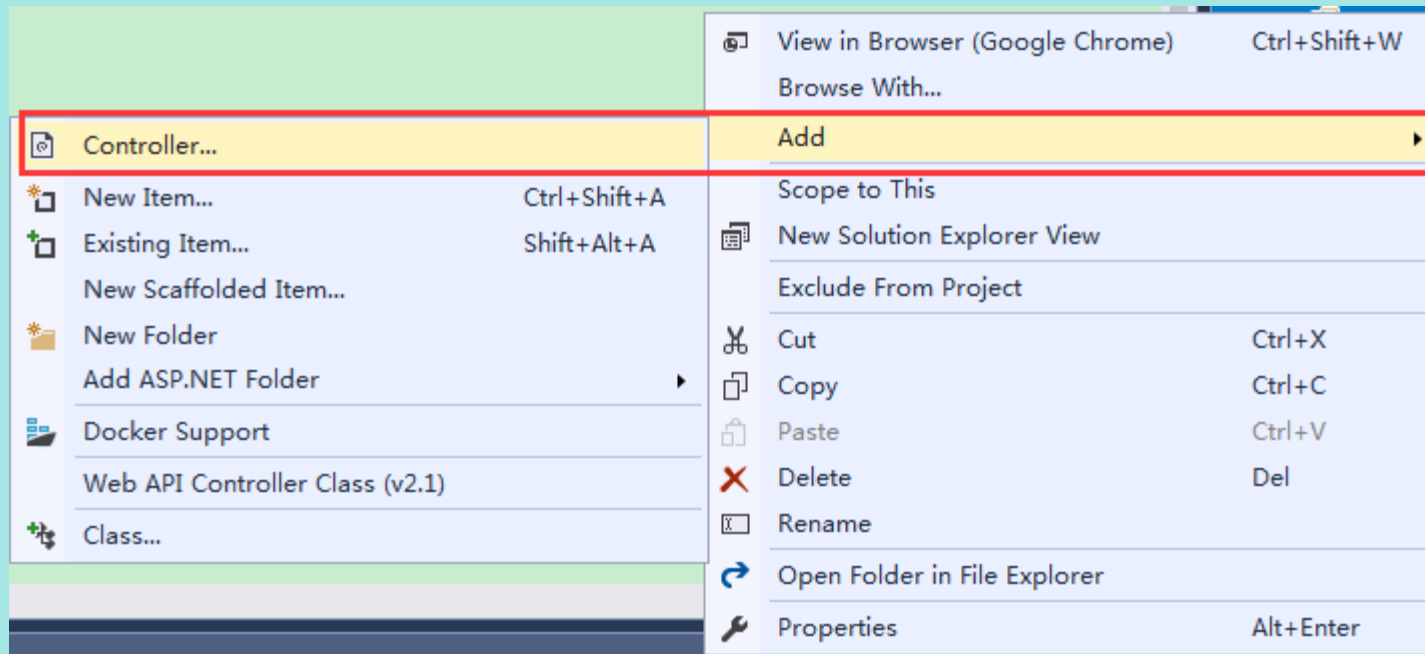 View in Browser (Google Chrome) Ctrl+Shift+W
Browse With...
Add
Scope to This
New Solution Explorer View
Exclude From Project
Cut Ctrl+X
Copy Ctrl+C
Paste Ctrl+V
Delete Del
Rename
Open Folder in File Explorer
Properties Alt+Enter
Controller...
New Item... Ctrl+Shift+A
Existing Item... Shift+Alt+A
New Scaffolded Item...
New Folder
Add ASP.NET Folder
Docker Support
Web API Controller Class (v2.1)
Class...